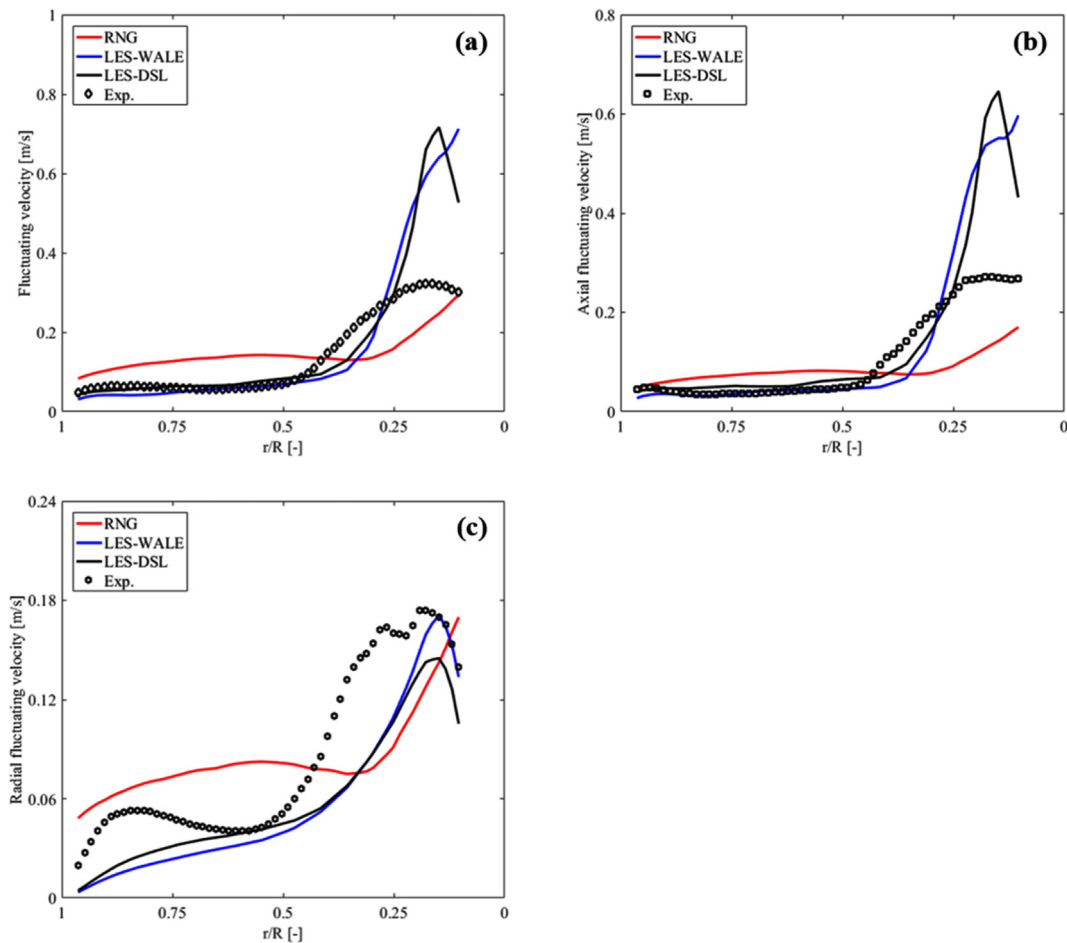 (a)
RNG
LES-WALE
LES-DSL
Exp.
Fluctuating velocity [m/s]
1
0.8
0.6
0.4
0.2
0
1
0.75
0.5
0.25
0
r/R [-]
(b)
RNG
LES-WALE
LES-DSL
Exp.
Axial fluctuating velocity [m/s]
0.8
0.6
0.4
0.2
0
1
0.75
0.5
0.25
0
r/R [-]
(c)
RNG
LES-WALE
LES-DSL
Exp.
Radial fluctuating velocity [m/s]
0.24
0.18
0.12
0.06
0
1
0.75
0.5
0.25
0
r/R [-]